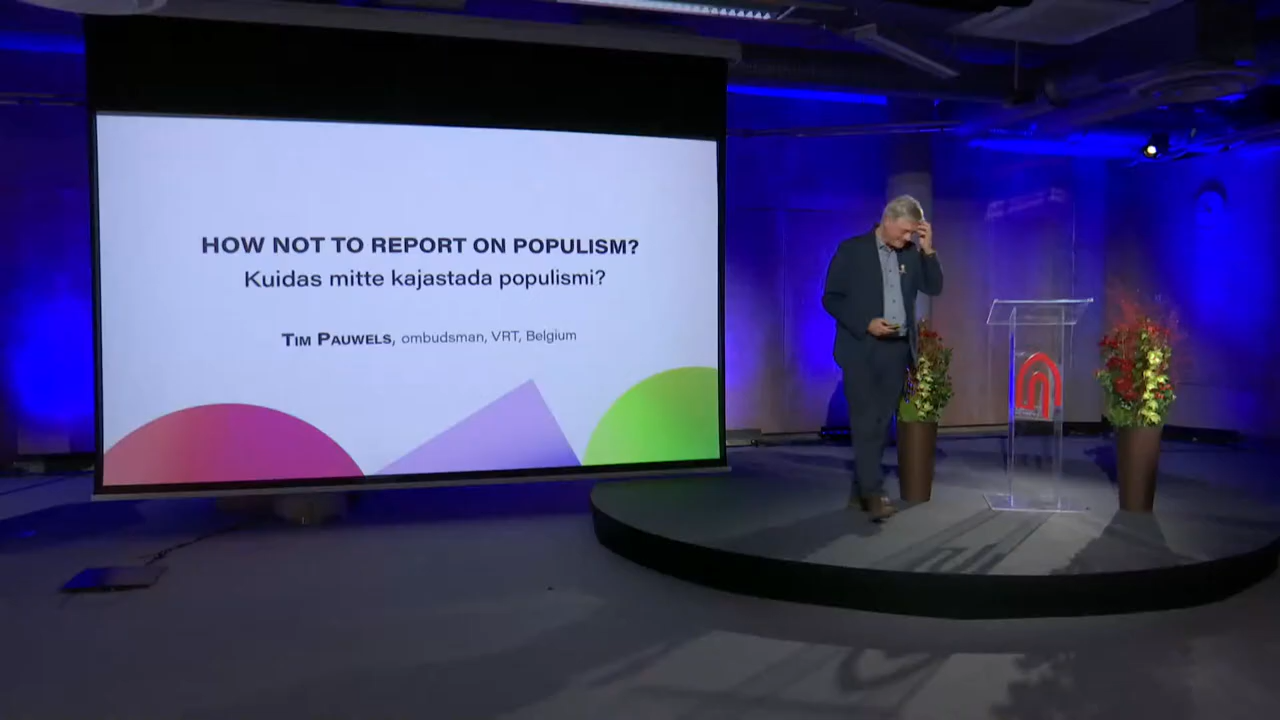 HOW NOT TO REPORT ON POPULISM?
Kuidas mitte kajastada populismi?
TIM PAUWELS, ombudsman, VRT, Belgium